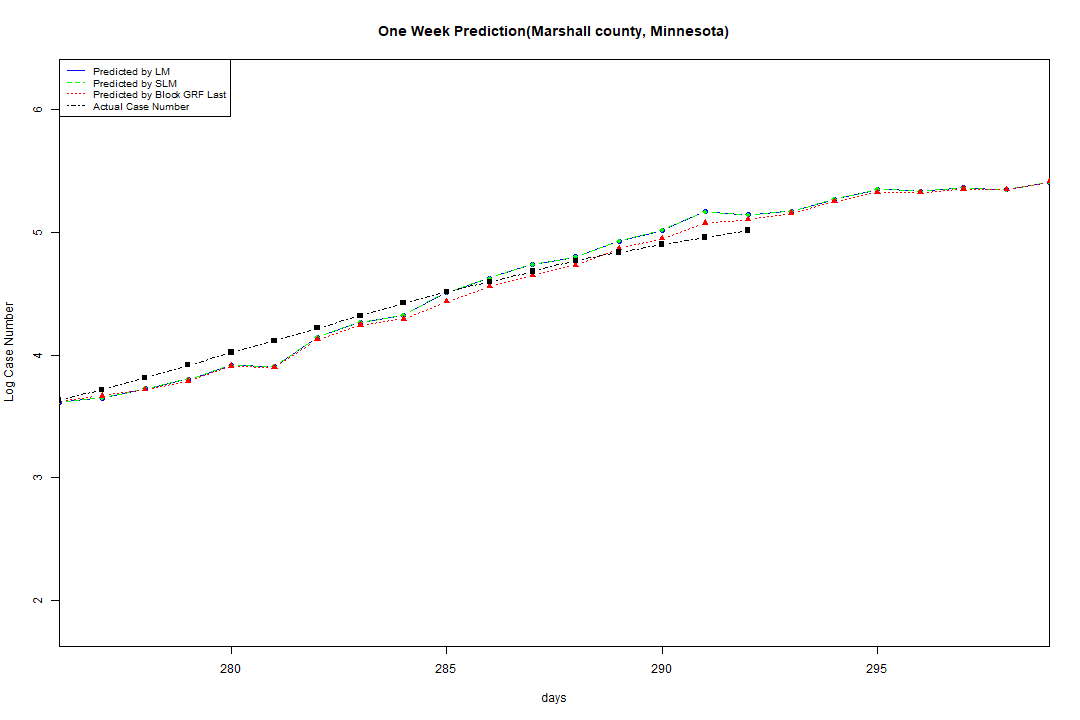 One Week Prediction(Marshall county, Minnesota)
Predicted by LM
Predicted by SLM
Predicted by Block GRF Last
Actual Case Number
6
5
4
3
2
Log Case Number
280 285 290 295
days